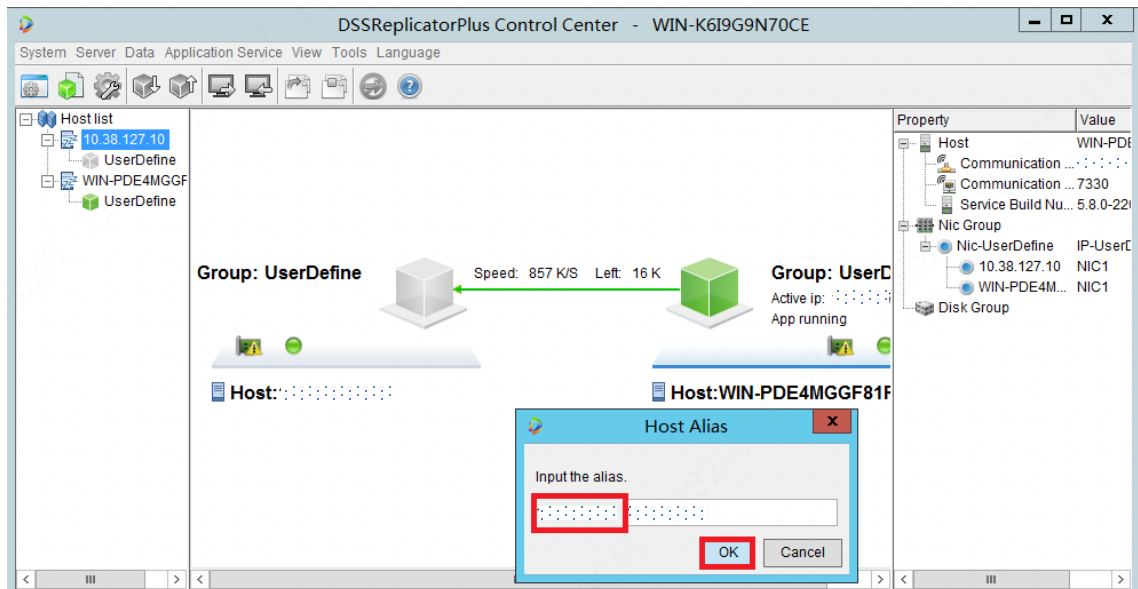 DSSReplicatorPlus Control Center - WIN-K6I9G9N70CE
System Server Data Application Service View Tools Language
Host list
10.38.127.10
UserDefine
WIN-PDE4MGGF
UserDefine
Group: UserDefine
Speed: 857 K/S Left: 16 K
Group: UserD
Active ip:
App running
Host:
Host:WIN-PDE4MGGF81F
Host Alias
Input the alias.
OK Cancel
Property Value
Host WIN-PDE
Communication ...
Communication ... 7330
Service Build Nu... 5.8.0-220
Nic Group
Nic-UserDefine IP-UserD
10.38.127.10 NIC1
WIN-PDE4M... NIC1
Disk Group